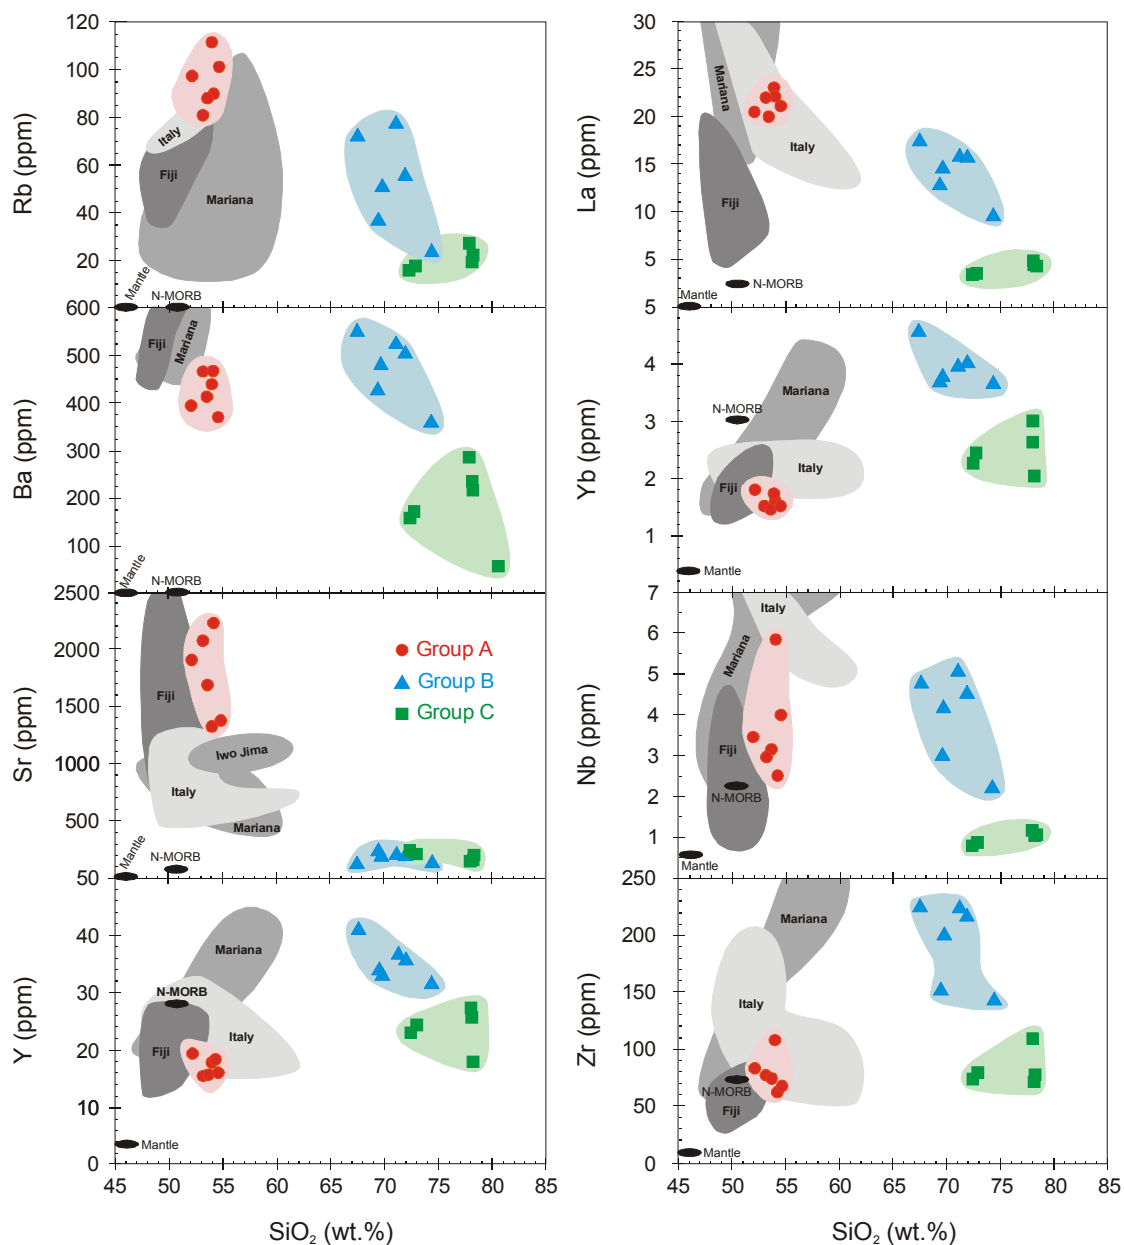 120
100
80
60
40
20
Rb (ppm)
Italy
Fiji
Mariana
Mantle
N-MORB
30
25
20
15
10
5
La (ppm)
Mariana
Fiji
Italy
N-MORB
Mantle
600
500
400
300
200
100
Ba (ppm)
Fiji
Mariana
Mantle
N-MORB
5
4
3
2
1
Yb (ppm)
Mariana
N-MORB
Italy
Fiji
Mantle
2500
2000
1500
1000
500
Sr (ppm)
Fiji
Iwo Jima
Italy
Mariana
Mantle
N-MORB
Group A
Group B
Group C
7
6
5
4
3
2
1
Nb (ppm)
Italy
Mariana
Fiji
N-MORB
Mantle
50
40
30
20
10
0
Y (ppm)
Mariana
N-MORB
Fiji
Italy
Mantle
45 50 55 60 65 70 75 80 85
SiO2 (wt.%)
250
200
150
100
50
0
Zr (ppm)
Mariana
Italy
N-MORB
Fiji
Mantle
45 50 55 60 65 70 75 80 85
SiO2 (wt.%)